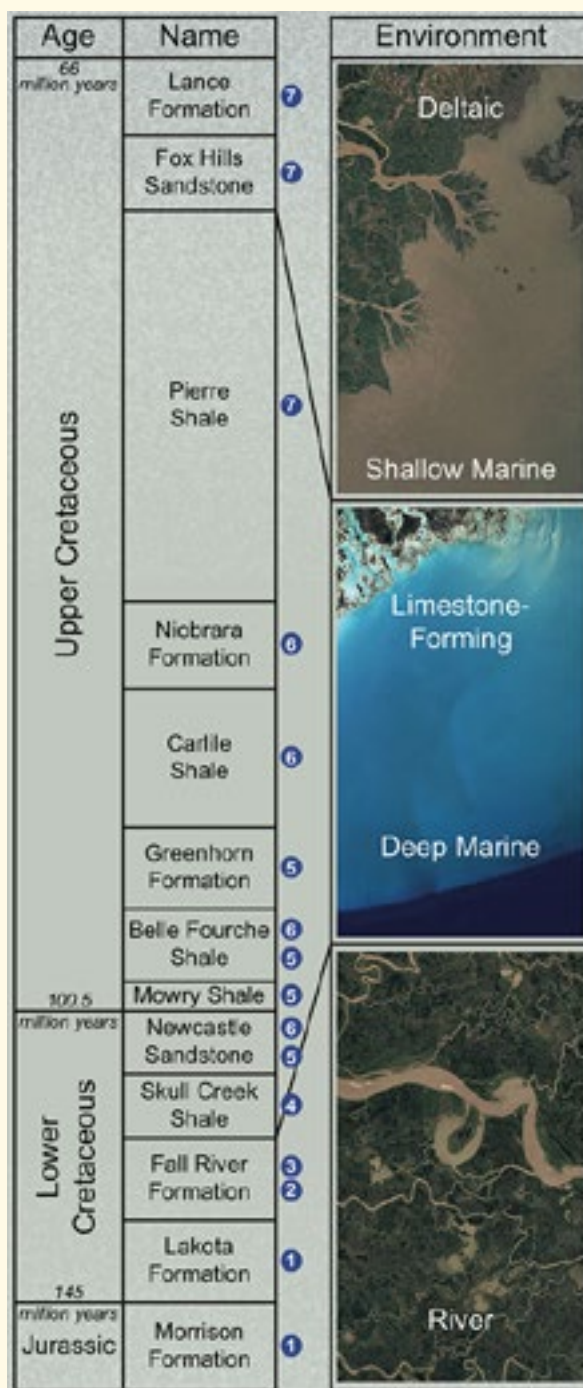 Age
Name
Environment
66
million years
Lance
Formation
7
Fox Hills
Sandstone
7
Pierre
Shale
7
Niobrara
Formation
6
Carlile
Shale
6
Greenhorn
Formation
5
Belle Fourche
Shale
6
5
Mowry Shale
5
Upper Cretaceous
100.5
million years
Newcastle
Sandstone
6
5
Skull Creek
Shale
4
Fall River
Formation
3
2
Lakota
Formation
1
Lower
Cretaceous
145
million years
Jurassic
Morrison
Formation
1
Deltaic
Shallow Marine
Limestone-
Forming
Deep Marine
River